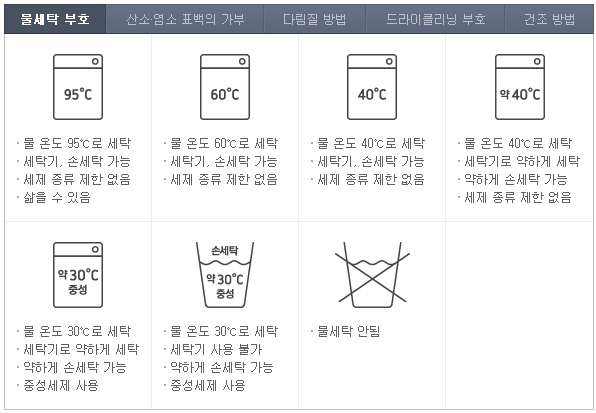 물세탁 부호
산소·염소 표백의 가부
다림질 방법
드라이클리닝 부호
건조 방법
95℃
· 물 온도 95℃로 세탁
· 세탁기, 손세탁 가능
· 세제 종류 제한 없음
· 삶을 수 있음
60℃
· 물 온도 60℃로 세탁
· 세탁기, 손세탁 가능
· 세제 종류 제한 없음
40℃
· 물 온도 40℃로 세탁
· 세탁기, 손세탁 가능
· 세제 종류 제한 없음
약 40℃
· 물 온도 40℃로 세탁
· 세탁기로 약하게 세탁
· 약하게 손세탁 가능
· 세제 종류 제한 없음
약 30℃
중성
· 물 온도 30℃로 세탁
· 세탁기로 약하게 세탁
· 약하게 손세탁 가능
· 중성세제 사용
손세탁
약 30℃
중성
· 물 온도 30℃로 세탁
· 세탁기 사용 불가
· 약하게 손세탁 가능
· 중성세제 사용
· 물세탁 안됨